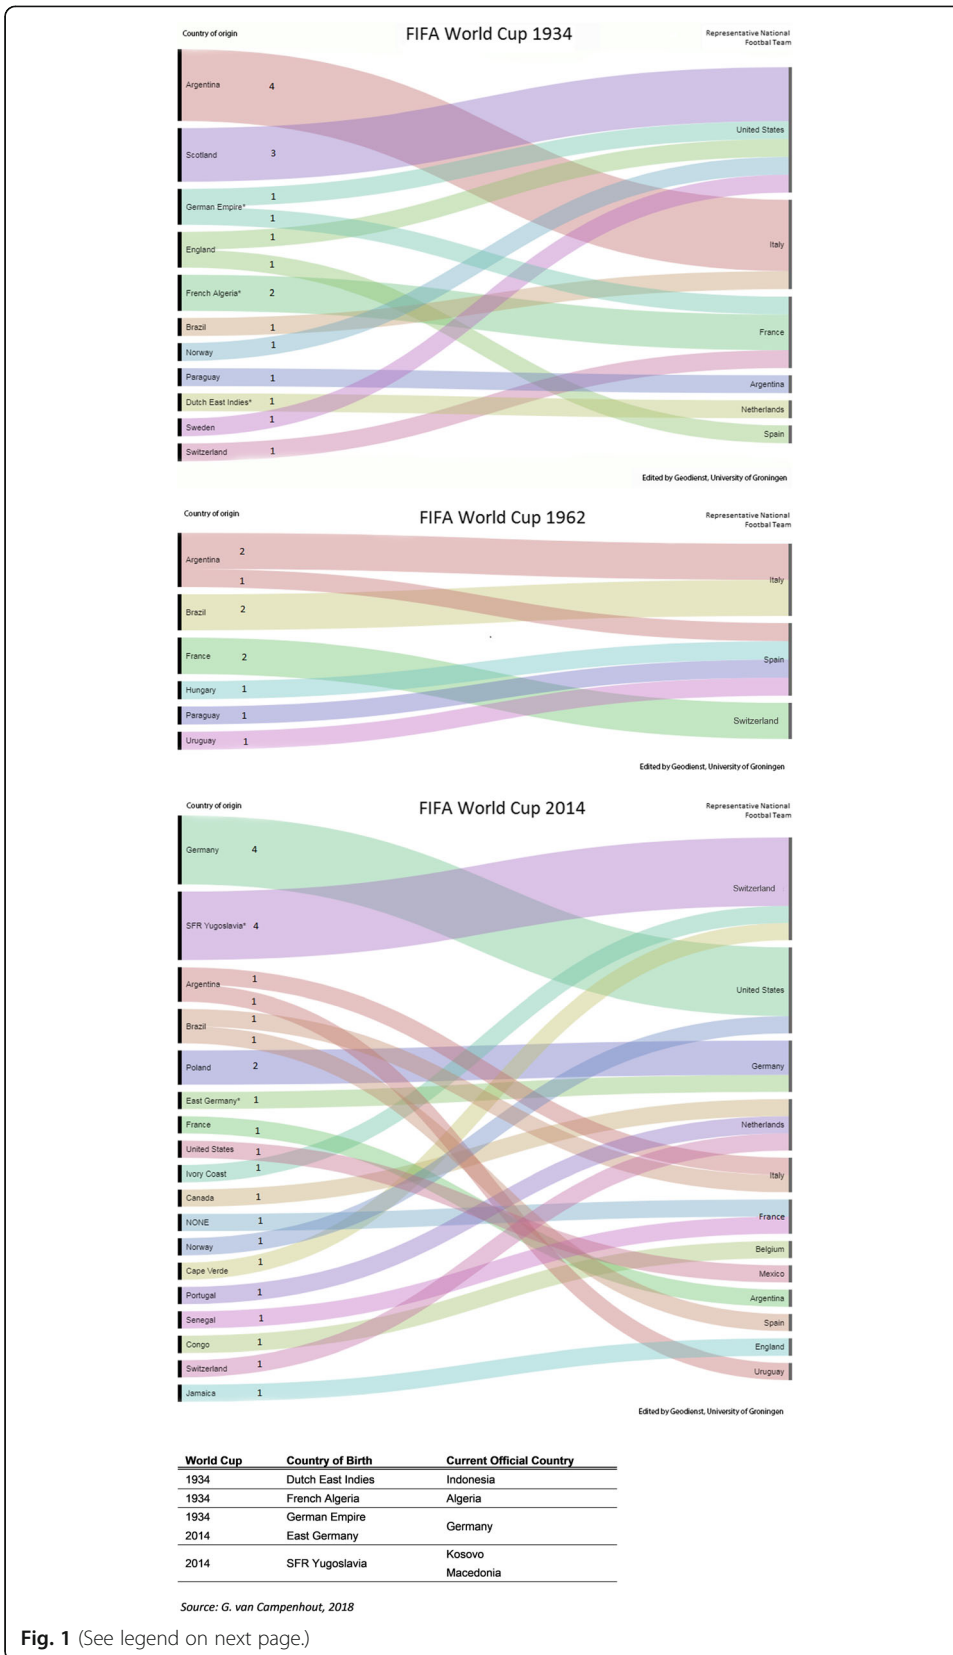 Country of origin
FIFA World Cup 1934
Representative National
Footbal Team
Argentina 4
Scotland 3
German Empire* 1
1
England 1
1
French Algeria* 2
Brazil 1
Norway 1
Paraguay 1
Dutch East Indies* 1
Sweden 1
Switzerland 1
United States
Italy
France
Argentina
Netherlands
Spain
Edited by Geodienst, University of Groningen
Country of origin
FIFA World Cup 1962
Representative National
Footbal Team
Argentina 2
1
Brazil 2
France 2
Hungary 1
Paraguay 1
Uruguay 1
Italy
Spain
Switzerland
Edited by Geodienst, University of Groningen
Country of origin
FIFA World Cup 2014
Representative National
Footbal Team
Germany 4
SFR Yugoslavia* 4
Argentina 1
1
Brazil 1
1
Poland 2
East Germany* 1
France 1
United States 1
Ivory Coast 1
Canada 1
NONE 1
Norway 1
Cape Verde 1
Portugal 1
Senegal 1
Congo 1
Switzerland 1
Jamaica 1
Switzerland
United States
Germany
Netherlands
Italy
France
Belgium
Mexico
Argentina
Spain
England
Uruguay
Edited by Geodienst, University of Groningen
World Cup Country of Birth Current Official Country
1934 Dutch East Indies Indonesia
1934 French Algeria Algeria
1934 German Empire
Germany
2014 East Germany
2014 SFR Yugoslavia Kosovo
Macedonia
Source: G. van Campenhout, 2018
Fig. 1 (See legend on next page.)